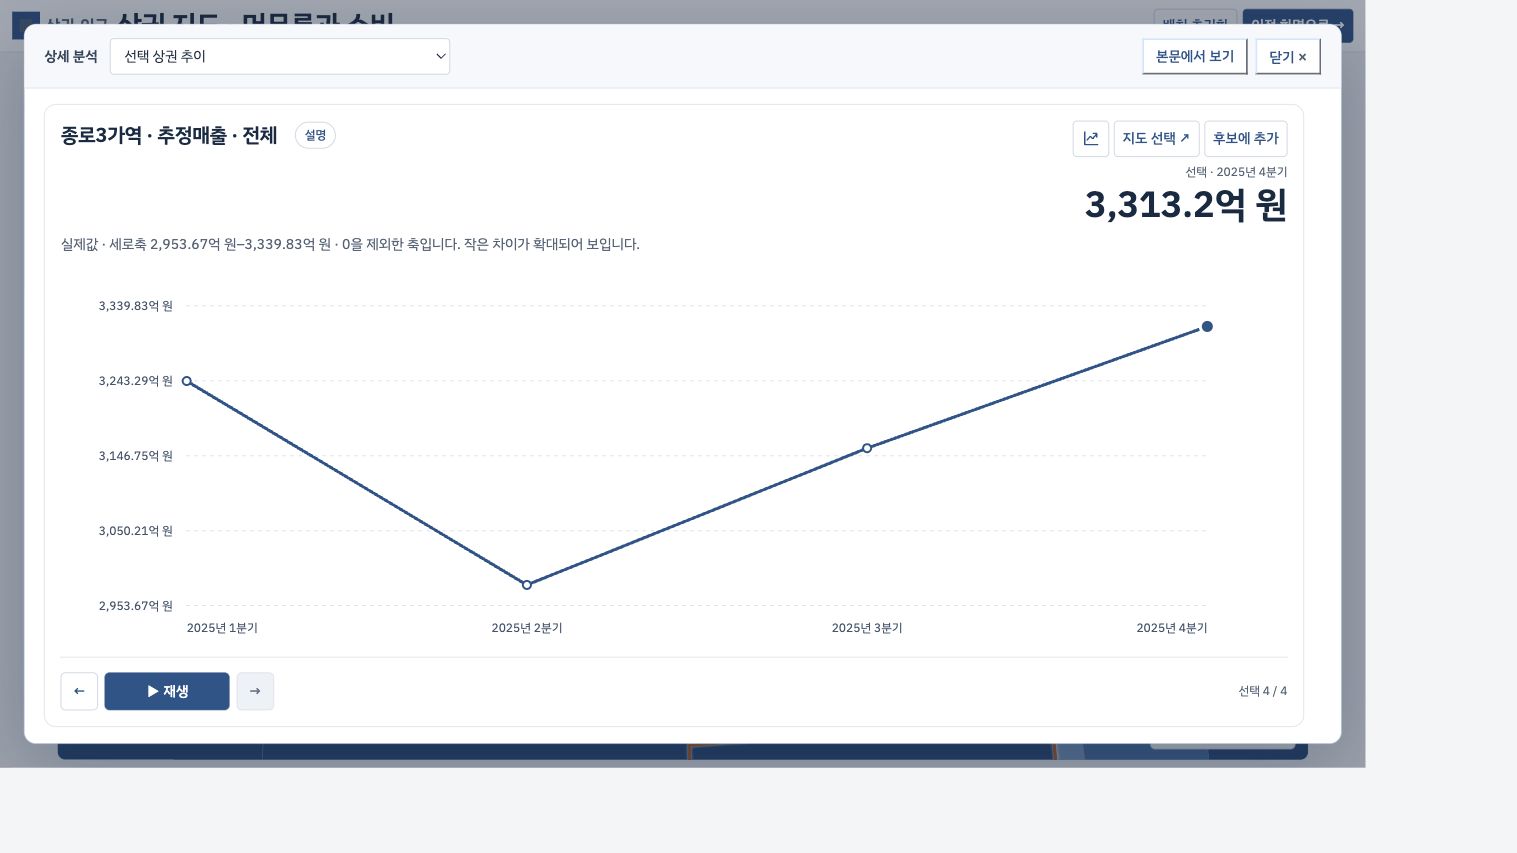 상세 분석
선택 상권 추이
본문에서 보기
닫기 ×
종로3가역 · 추정매출 · 전체
설명
지도 선택 ↗
후보에 추가
선택 · 2025년 4분기
3,313.2억 원
실제값 · 세로축 2,953.67억 원–3,339.83억 원 · 0을 제외한 축입니다. 작은 차이가 확대되어 보입니다.
3,339.83억 원
3,243.29억 원
3,146.75억 원
3,050.21억 원
2,953.67억 원
2025년 1분기
2025년 2분기
2025년 3분기
2025년 4분기
←
▶ 재생
→
선택 4 / 4